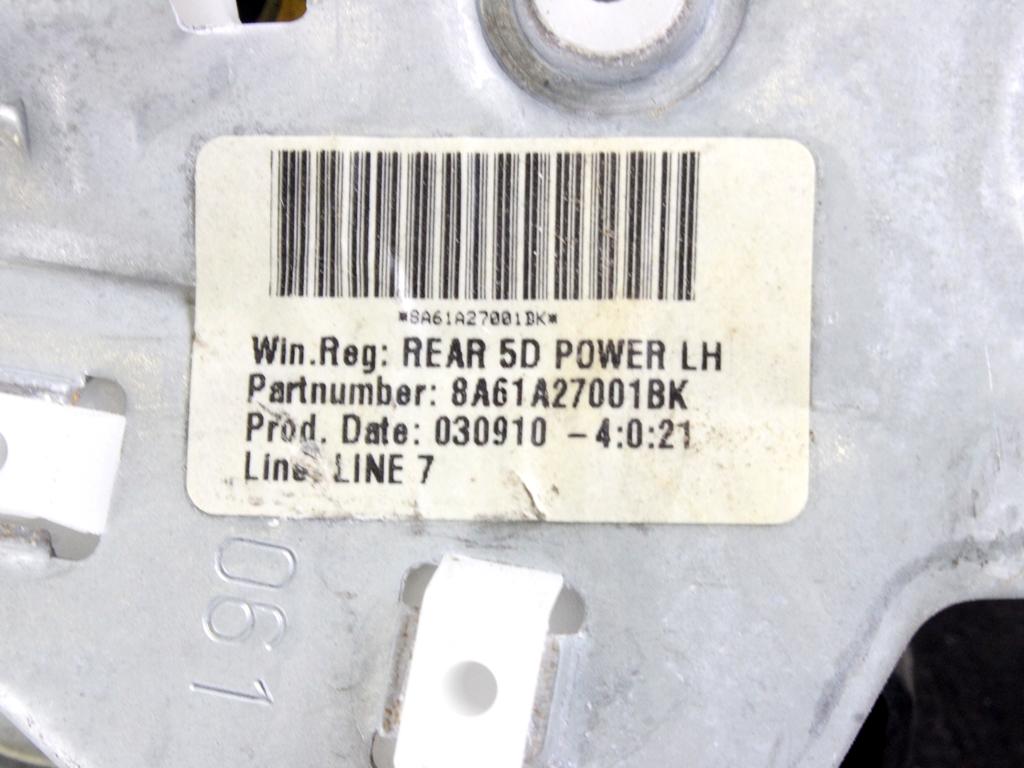 *8A61A27001BK*
Win.Reg: REAR 5D POWER LH
Partnumber: 8A61A27001BK
Prod. Date: 030910 -4:0:21
Line: LINE 7
061